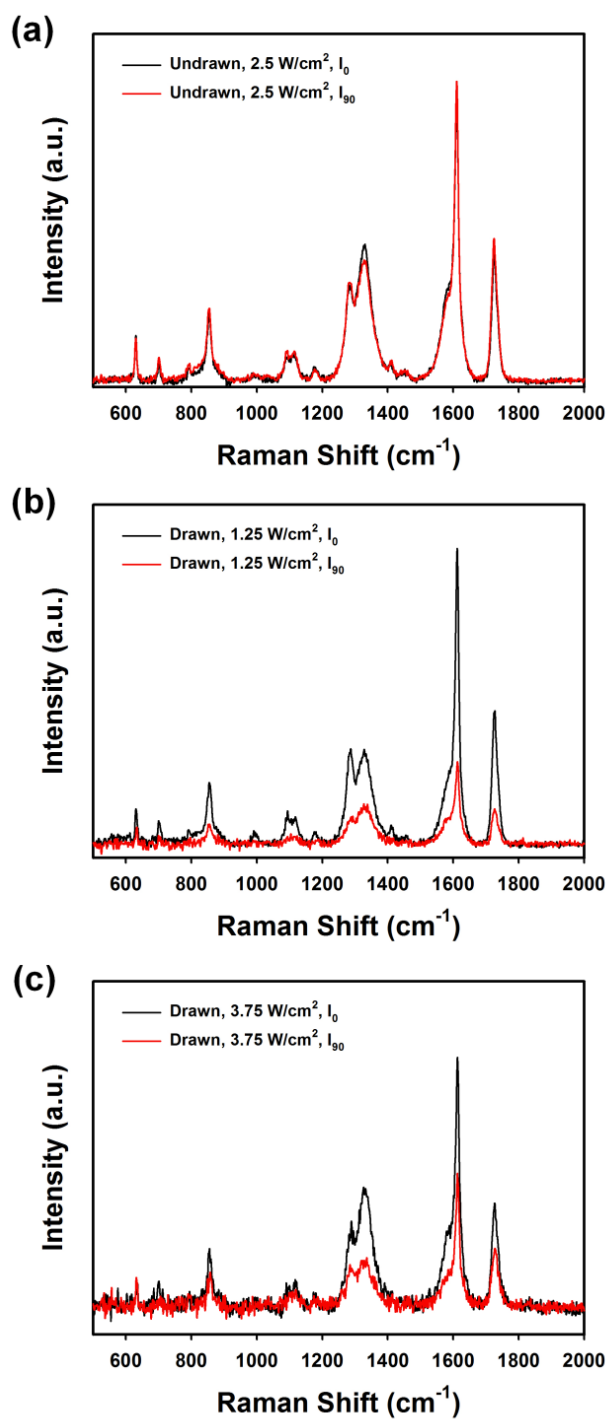 (a)
Undrawn, 2.5 W/cm², I₀
Undrawn, 2.5 W/cm², I₉₀
Intensity (a.u.)
600 800 1000 1200 1400 1600 1800 2000
Raman Shift (cm⁻¹)
(b)
Drawn, 1.25 W/cm², I₀
Drawn, 1.25 W/cm², I₉₀
Intensity (a.u.)
600 800 1000 1200 1400 1600 1800 2000
Raman Shift (cm⁻¹)
(c)
Drawn, 3.75 W/cm², I₀
Drawn, 3.75 W/cm², I₉₀
Intensity (a.u.)
600 800 1000 1200 1400 1600 1800 2000
Raman Shift (cm⁻¹)